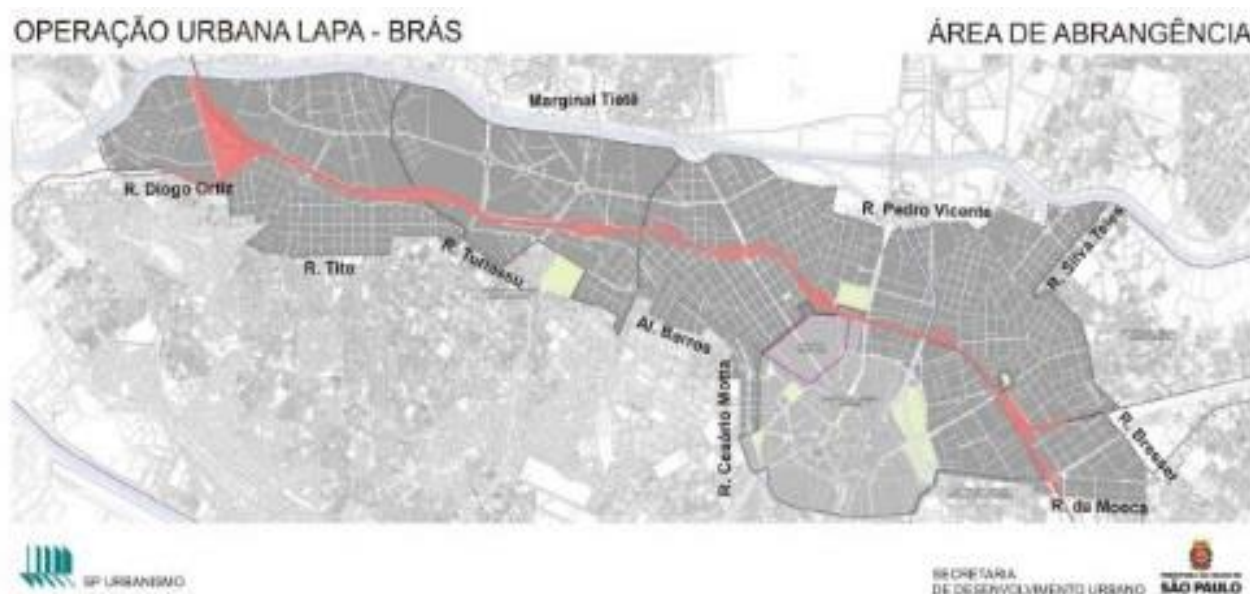 OPERAÇÃO URBANA LAPA - BRÁS
ÁREA DE ABRANGÊNCIA
Marginal Tietê
R. Diogo Ortiz
R. Pedro Vicente
R. Silva Teles
R. Tito
R. Turiassu
Al. Barros
R. Cesário Motta
R. Bresser
R. da Mooca
SP URBANISMO
SECRETARIA
DE DESENVOLVIMENTO URBANO
SÃO PAULO